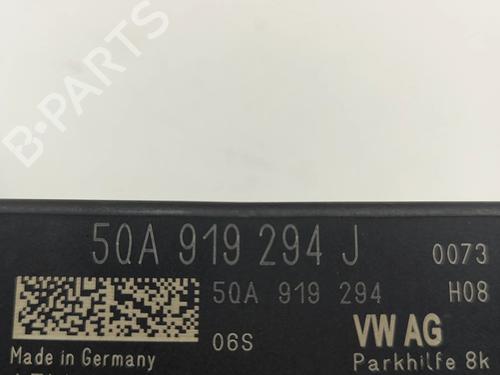 B-PARTS
5QA 919 294 J
0073
5QA 919 294
H08
06S
VW AG
Made in Germany
Parkhilfe 8k